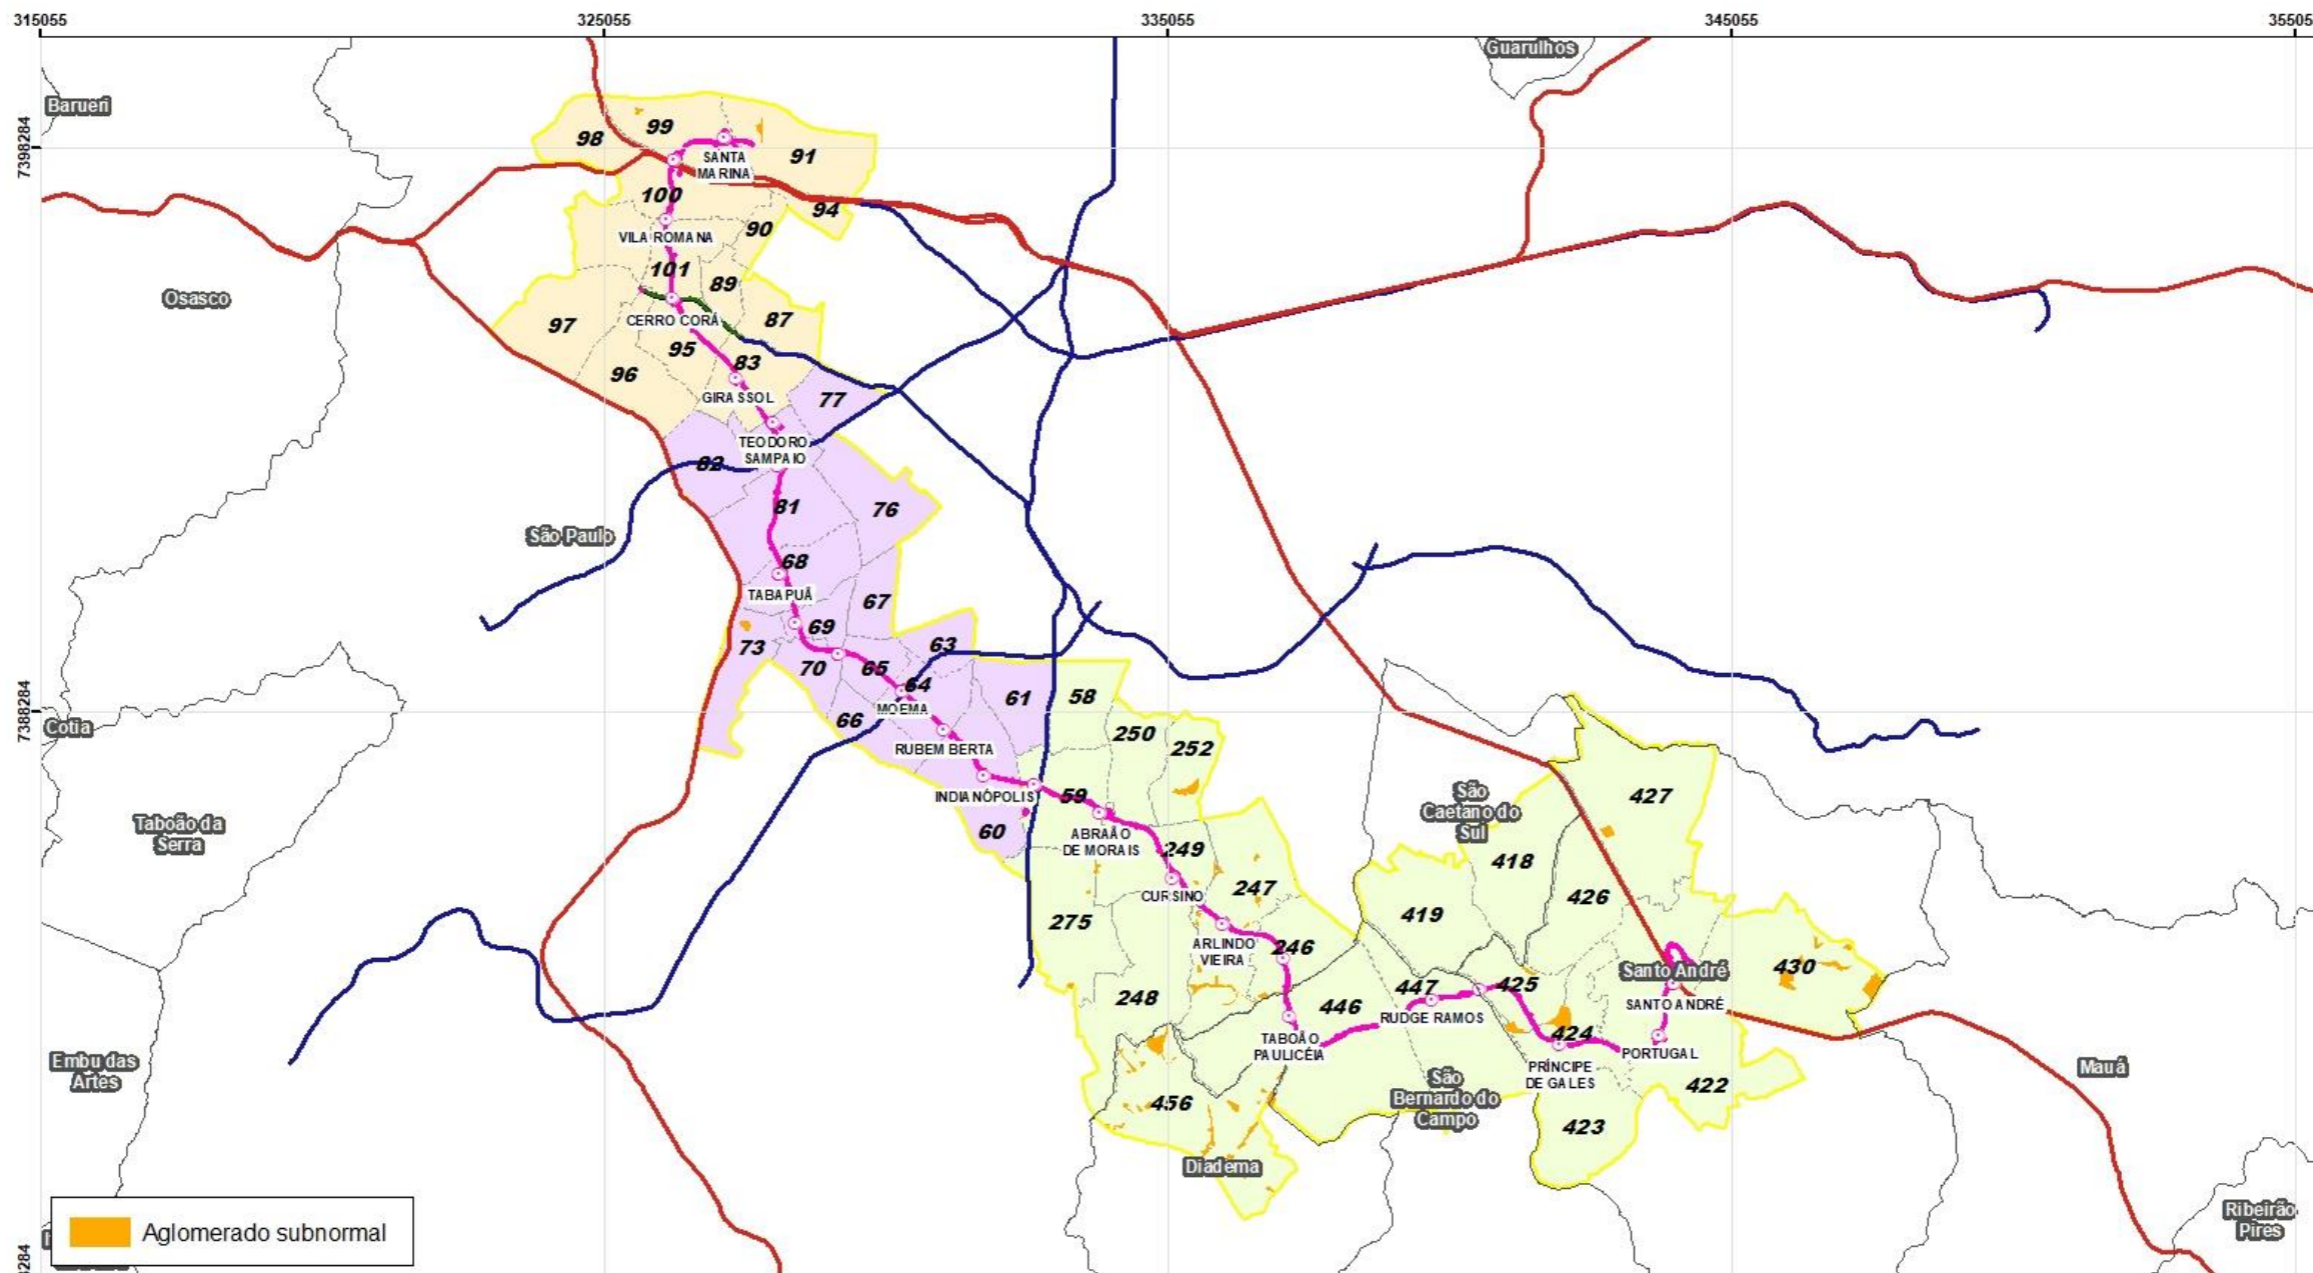 315055
325055
335055
345055
Guarulhos
Barueri
7398284
99
98
91
SANTA
MARINA
100
94
90
VILA ROMANA
101
89
Osasco
97
CERRO CORÁ
87
95
83
96
GIRASSOL
77
TEODORO
SAMPAIO
82
81
76
São Paulo
68
TABAPUÃ
67
69
73
63
70
65
64
61
58
7388284
Cotia
MOEMA
66
250
252
RUBEM BERTA
INDIANÓPOLIS
59
427
São
Caetano do
Sul
Taboão da
Serra
60
ABRAÃO
DE MORAIS
249
418
CURSINO
247
426
419
275
ARLINDO
VIEIRA
246
Santo André
430
248
446
447
425
SANTO ANDRÉ
RUDGE RAMOS
TABOÃO
PAULICÉIA
424
PORTUGAL
Embu das
Artes
PRÍNCIPE
DE GALES
422
Mauá
456
São
Bernardo do
Campo
423
Diadema
Ribeirão
Pires
Aglomerado subnormal